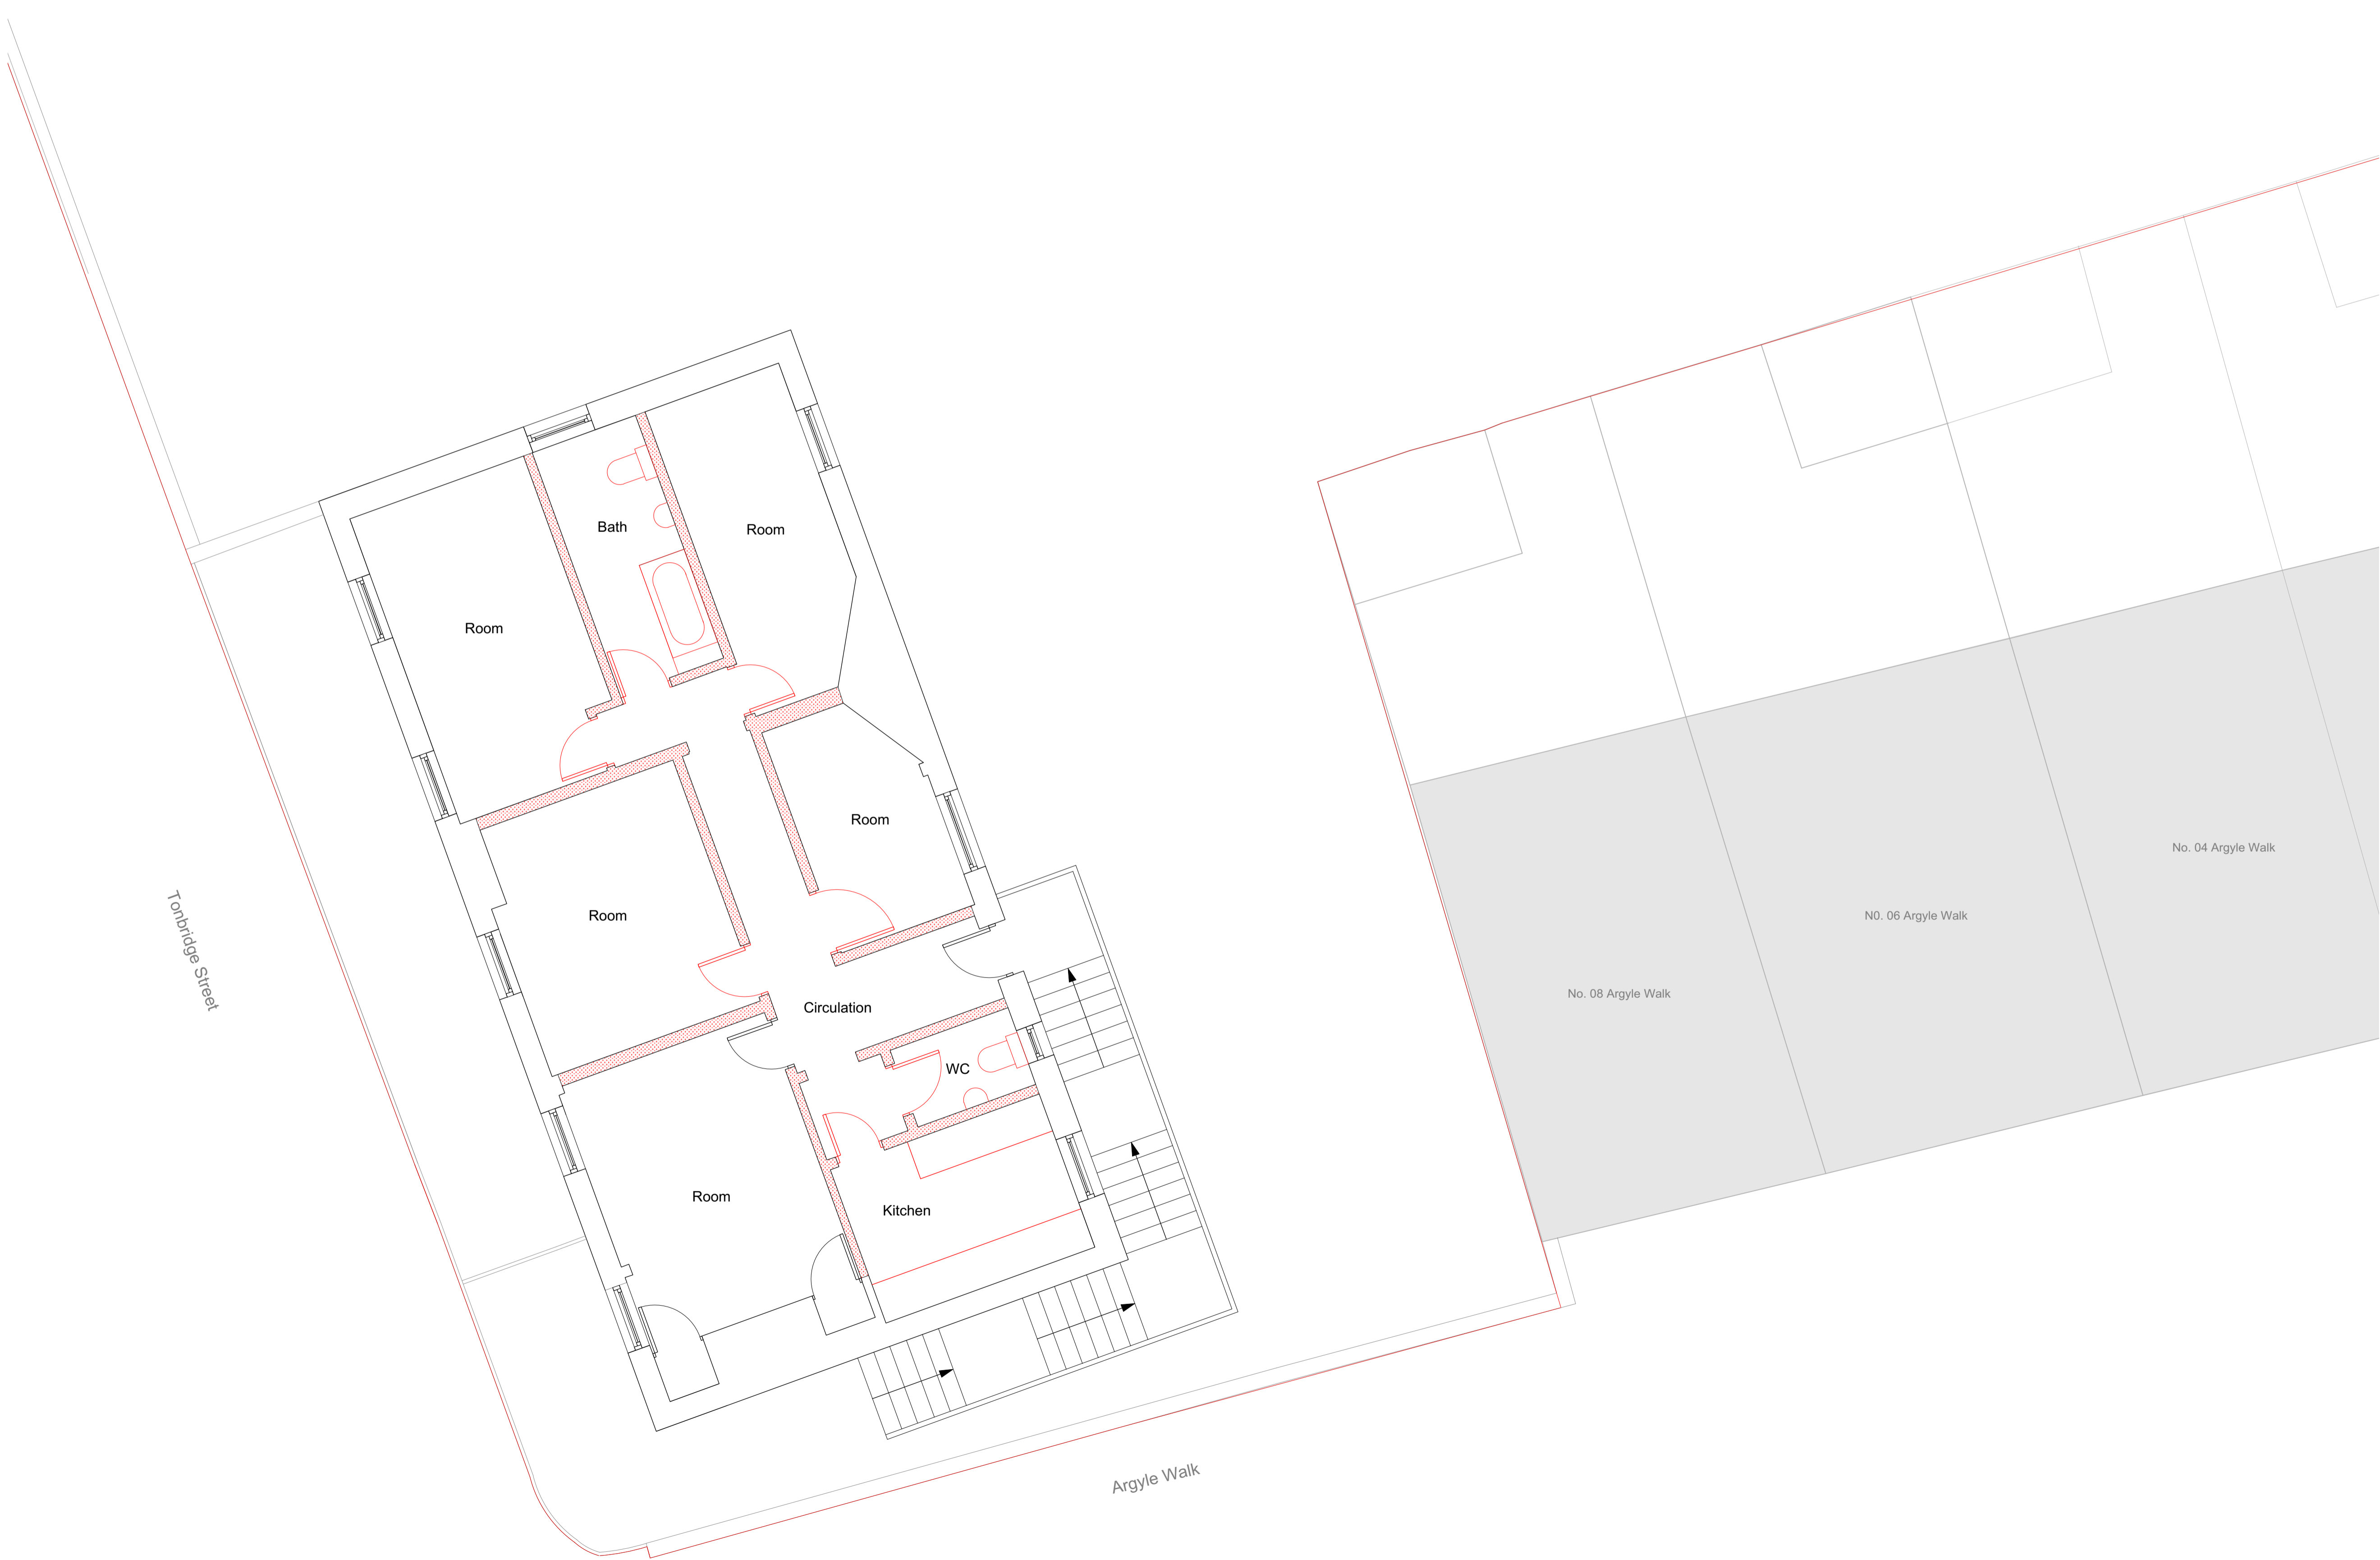 Bath
Room
Room
Room
Room
Circulation
WC
Room
Kitchen
Tonbridge Street
Argyle Walk
No. 08 Argyle Walk
N0. 06 Argyle Walk
No. 04 Argyle Walk